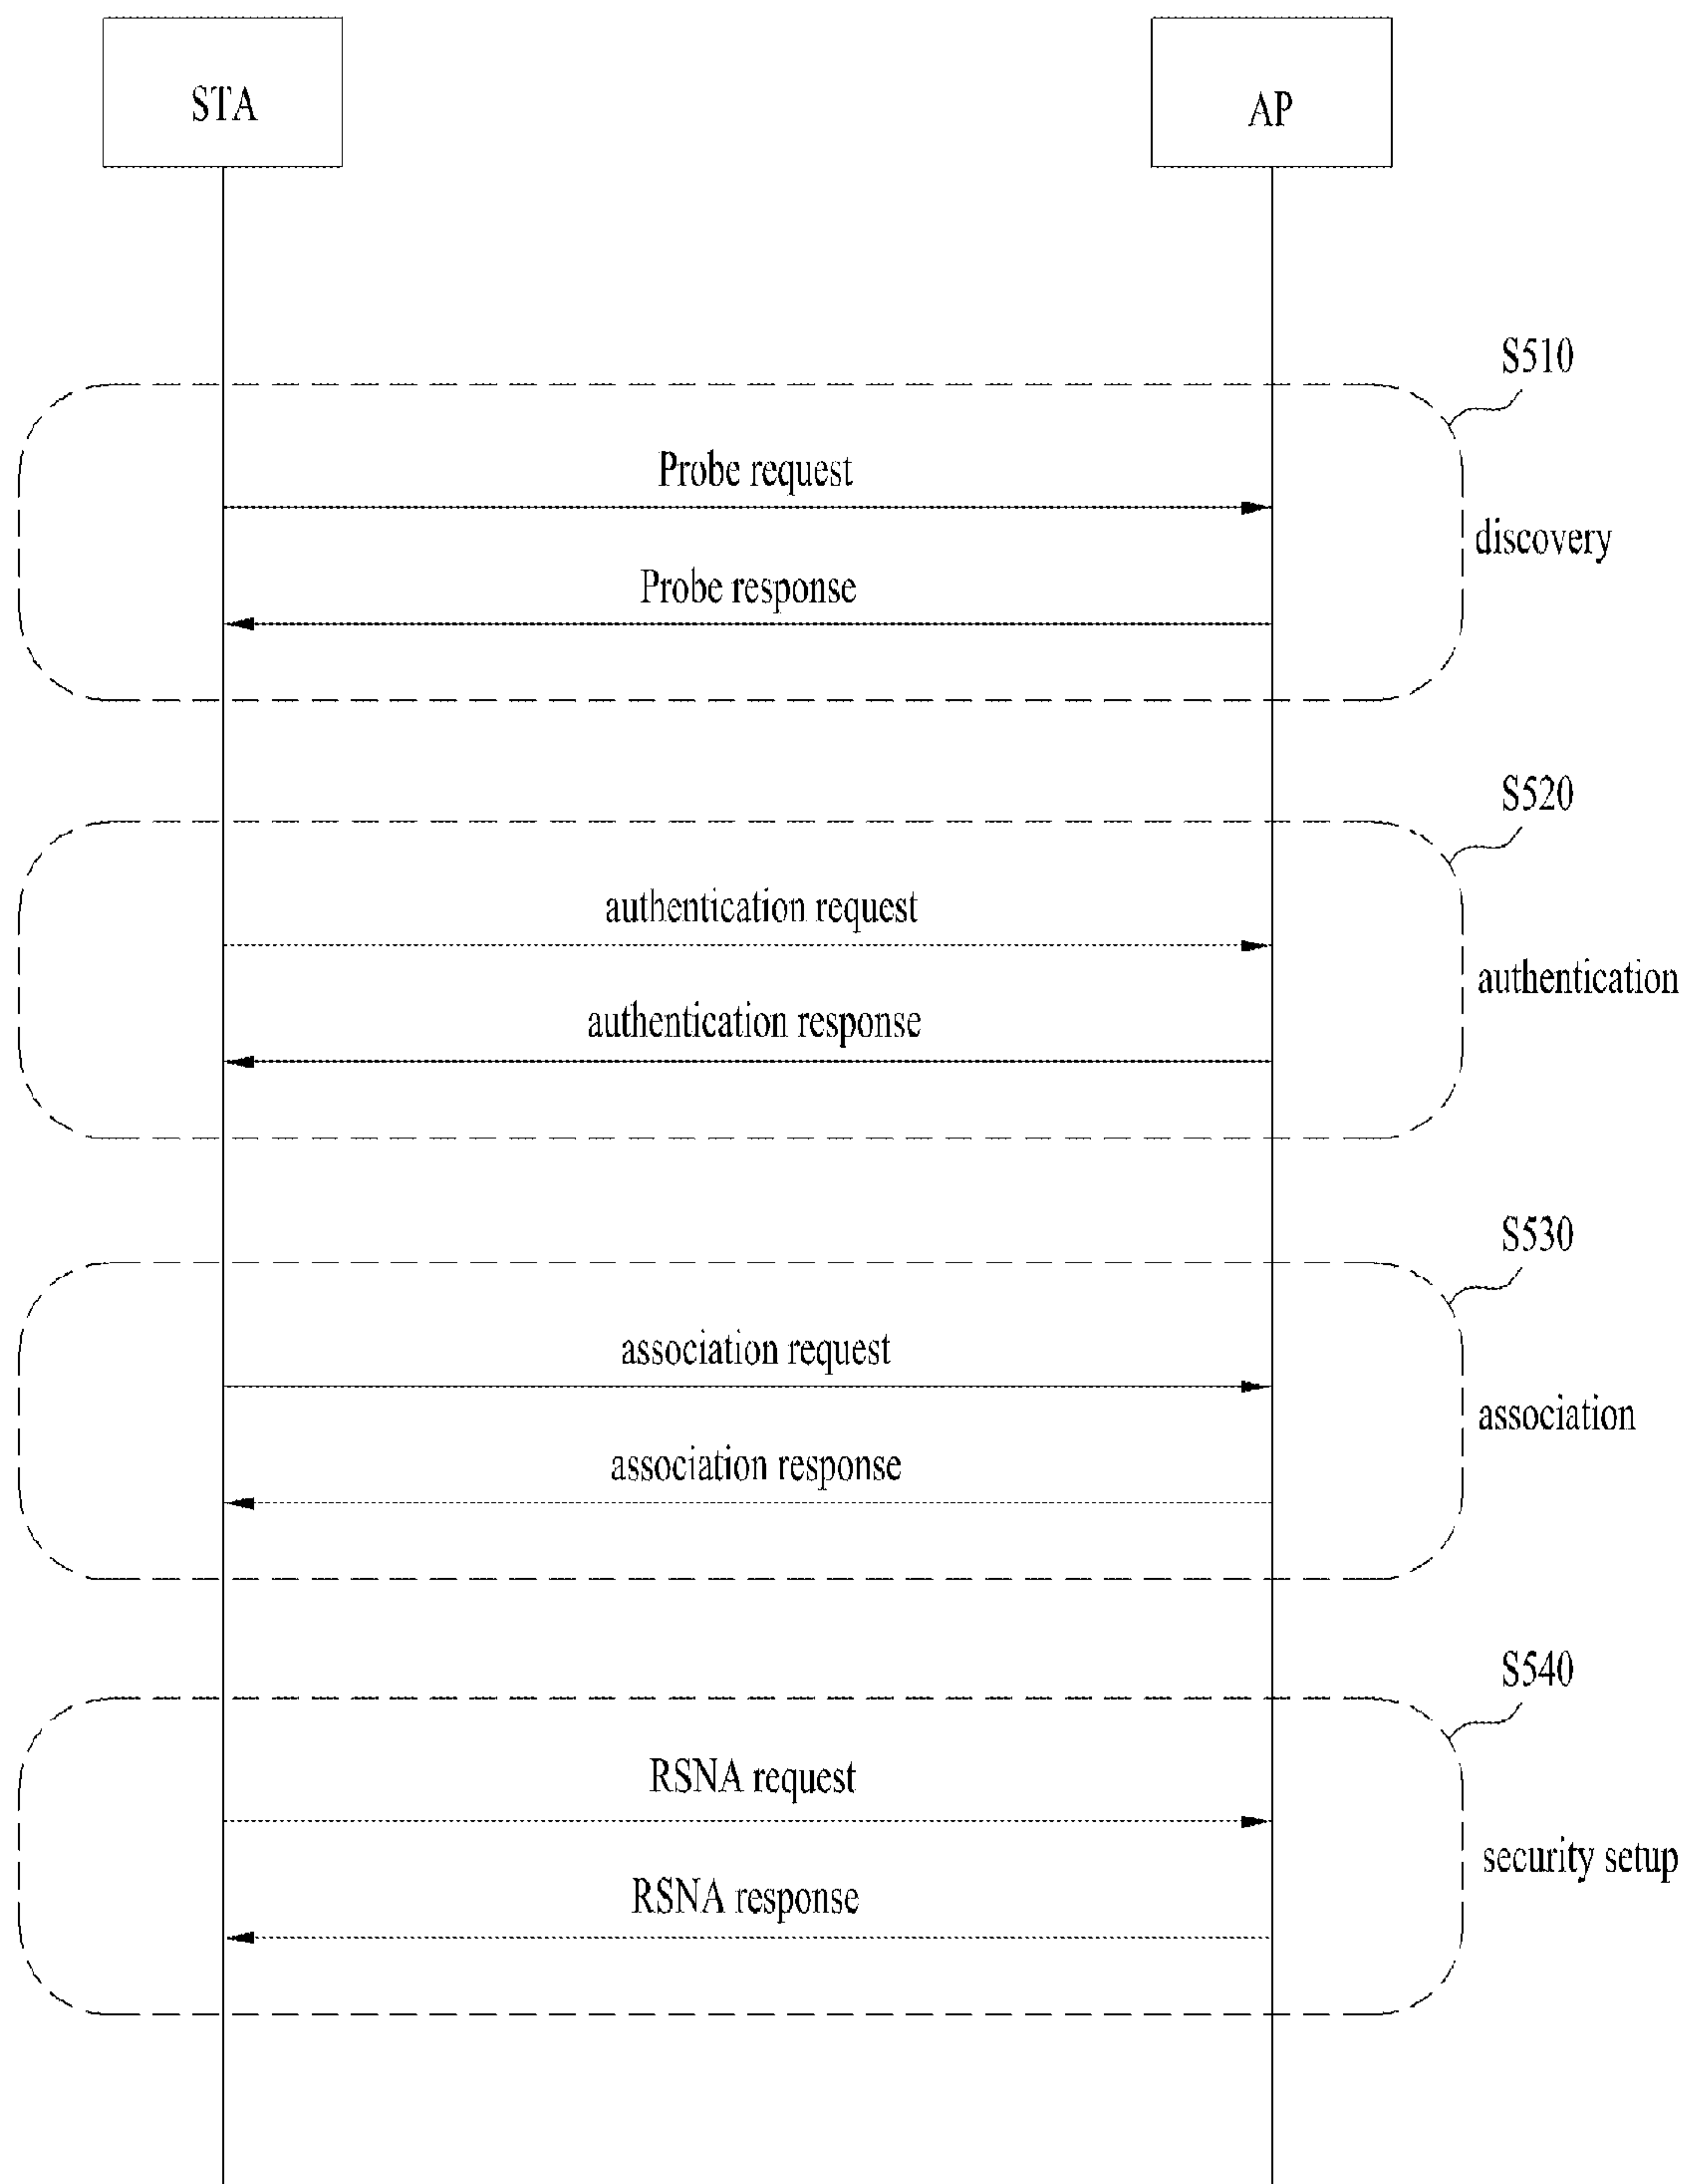 STA
AP
S510
Probe request
discovery
Probe response
S520
authentication request
authentication
authentication response
S530
association request
association
association response
S540
RSNA request
security setup
RSNA response